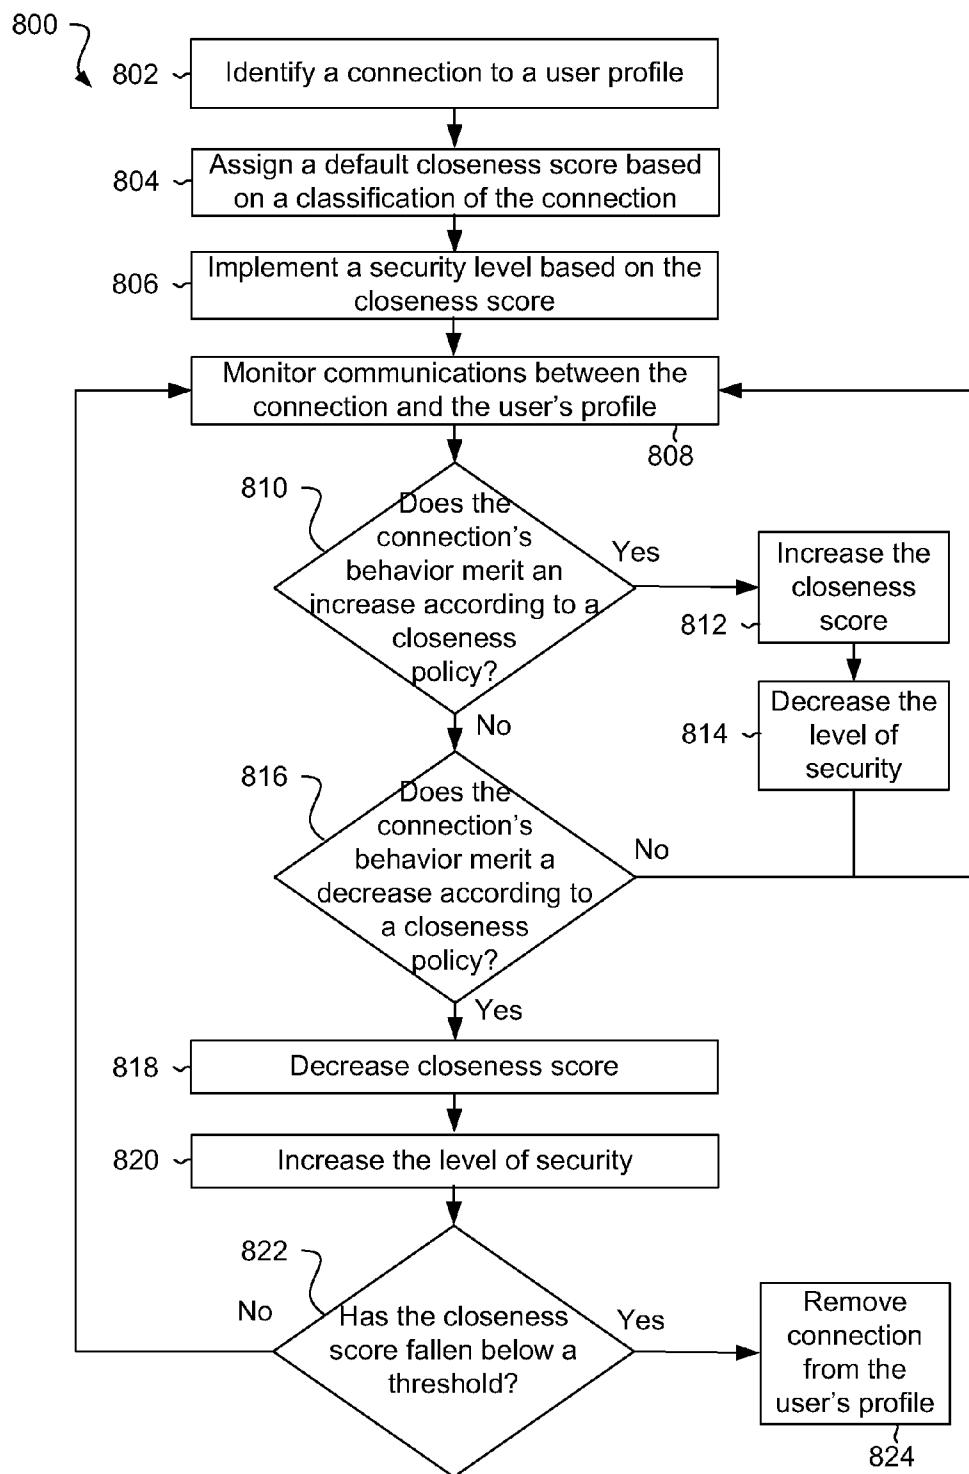 800
802
Identify a connection to a user profile
804
Assign a default closeness score based
on a classification of the connection
806
Implement a security level based on the
closeness score
Monitor communications between the
connection and the user's profile
808
810
Does the
connection's
behavior merit an
increase according to a
closeness
policy?
Yes
Increase the
closeness
score
812
No
Decrease the
level of
security
814
816
Does the
connection's
behavior merit a
decrease according to
a closeness
policy?
No
Yes
818
Decrease closeness score
820
Increase the level of security
822
No
Has the closeness
score fallen below a
threshold?
Yes
Remove
connection
from the
user's profile
824